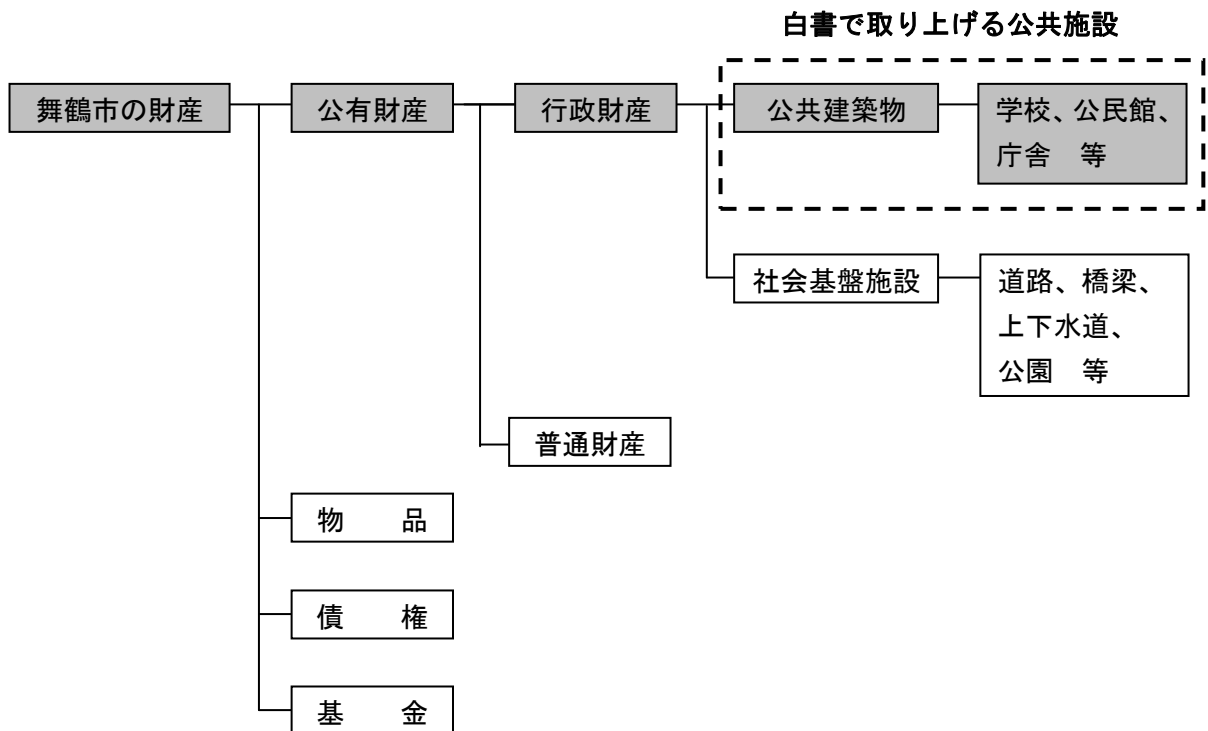 白書で取り上げる公共施設
舞鶴市の財産
公有財産
行政財産
公共建築物
学校、公民館、
庁舎　等
社会基盤施設
道路、橋梁、
上下水道、
公園　等
普通財産
物　　品
債　　権
基　　金